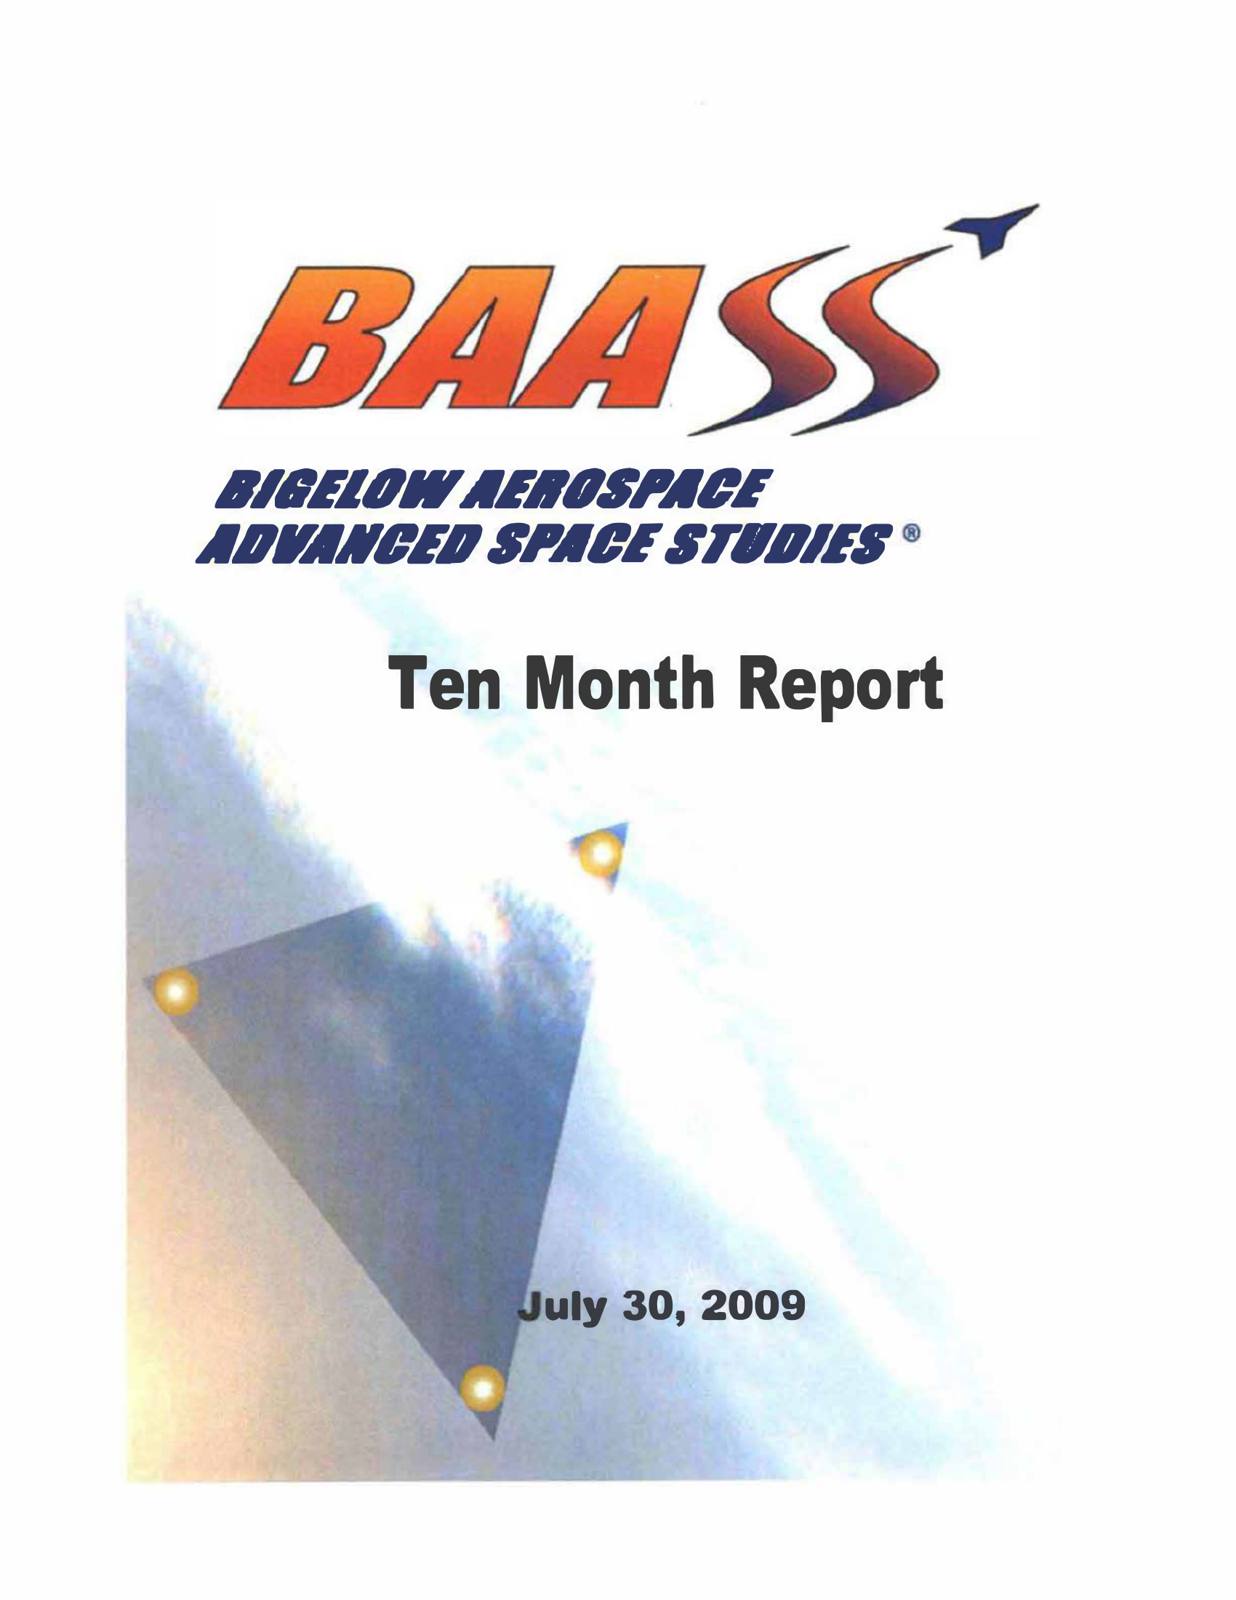 BAASS
BIGELOW AEROSPACE
ADVANCED SPACE STUDIES ®
Ten Month Report
July 30, 2009